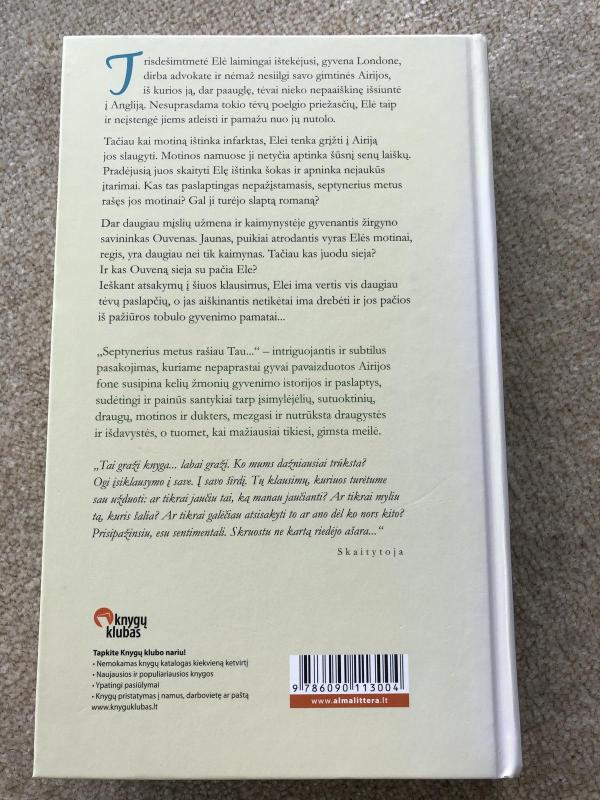 Trisdešimtmetė Elė laimingai ištekėjusi, gyvena Londone,
dirba advokate ir nėmaž nesiilgi savo gimtinės Airijos,
iš kurios ją, dar paauglę, tėvai nieko nepaaiškinę išsiuntė
į Angliją. Nesuprasdama tokio tėvų poelgio priežasčių, Elė taip
ir neįstengė jiems atleisti ir pamažu nuo jų nutolo.
Tačiau kai motiną ištinka infarktas, Elei tenka grįžti į Airiją
jos slaugyti. Motinos namuose ji netyčia aptinka šūsnį senų laiškų.
Pradėjusią juos skaityti Elę ištinka šokas ir apninka nejaukūs
įtarimai. Kas tas paslaptingas nepažįstamasis, septynerius metus
rašęs jos motinai? Gal ji turėjo slaptą romaną?
Dar daugiau mįslių užmena ir kaimynystėje gyvenantis žirgyno
savininkas Ouvenas. Jaunas, puikiai atrodantis vyras Elės motinai,
regis, yra daugiau nei tik kaimynas. Tačiau kas juodu sieja?
Ir kas Ouveną sieja su pačia Ele?
Ieškant atsakymų į šiuos klausimus, Elei ima vertis vis daugiau
tėvų paslapčių, o jas aiškinantis netikėtai ima drebėti ir jos pačios
iš pažiūros tobulo gyvenimo pamatai...
„Septynerius metus rašiau Tau...“ – intriguojantis ir subtilus
pasakojimas, kuriame nepaprastai gyvai pavaizduotos Airijos
fone susipina kelių žmonių gyvenimo istorijos ir paslaptys,
sudėtingi ir painūs santykiai tarp įsimylėjėlių, sutuoktinių,
draugų, motinos ir dukters, mezgasi ir nutrūksta draugystės
ir išdavystės, o tuomet, kai mažiausiai tikiesi, gimsta meilė.
„Tai graži knyga... labai graži. Ko mums dažniausiai trūksta?
Ogi įsiklausymo į save. Į savo širdį. Tų klausimų, kuriuos turėtume
sau užduoti: ar tikrai jaučiu tai, ką manau jaučianti? Ar tikrai myliu
tą, kuris šalia? Ar tikrai galėčiau atsisakyti to ar ano dėl ko nors kito?
Prisipažinsiu, esu sentimentali. Skruostu ne kartą riedėjo ašara...“
Skaitytoja
knygų
klubas
Tapkite Knygų klubo nariu!
• Nemokamas knygų katalogas kiekvieną ketvirtį
• Naujausios ir populiariausios knygos
• Ypatingi pasiūlymai
• Knygų pristatymas į namus, darbovietę ar paštą
www.knyguklubas.lt
9 786090 113004
www.almalittera.lt